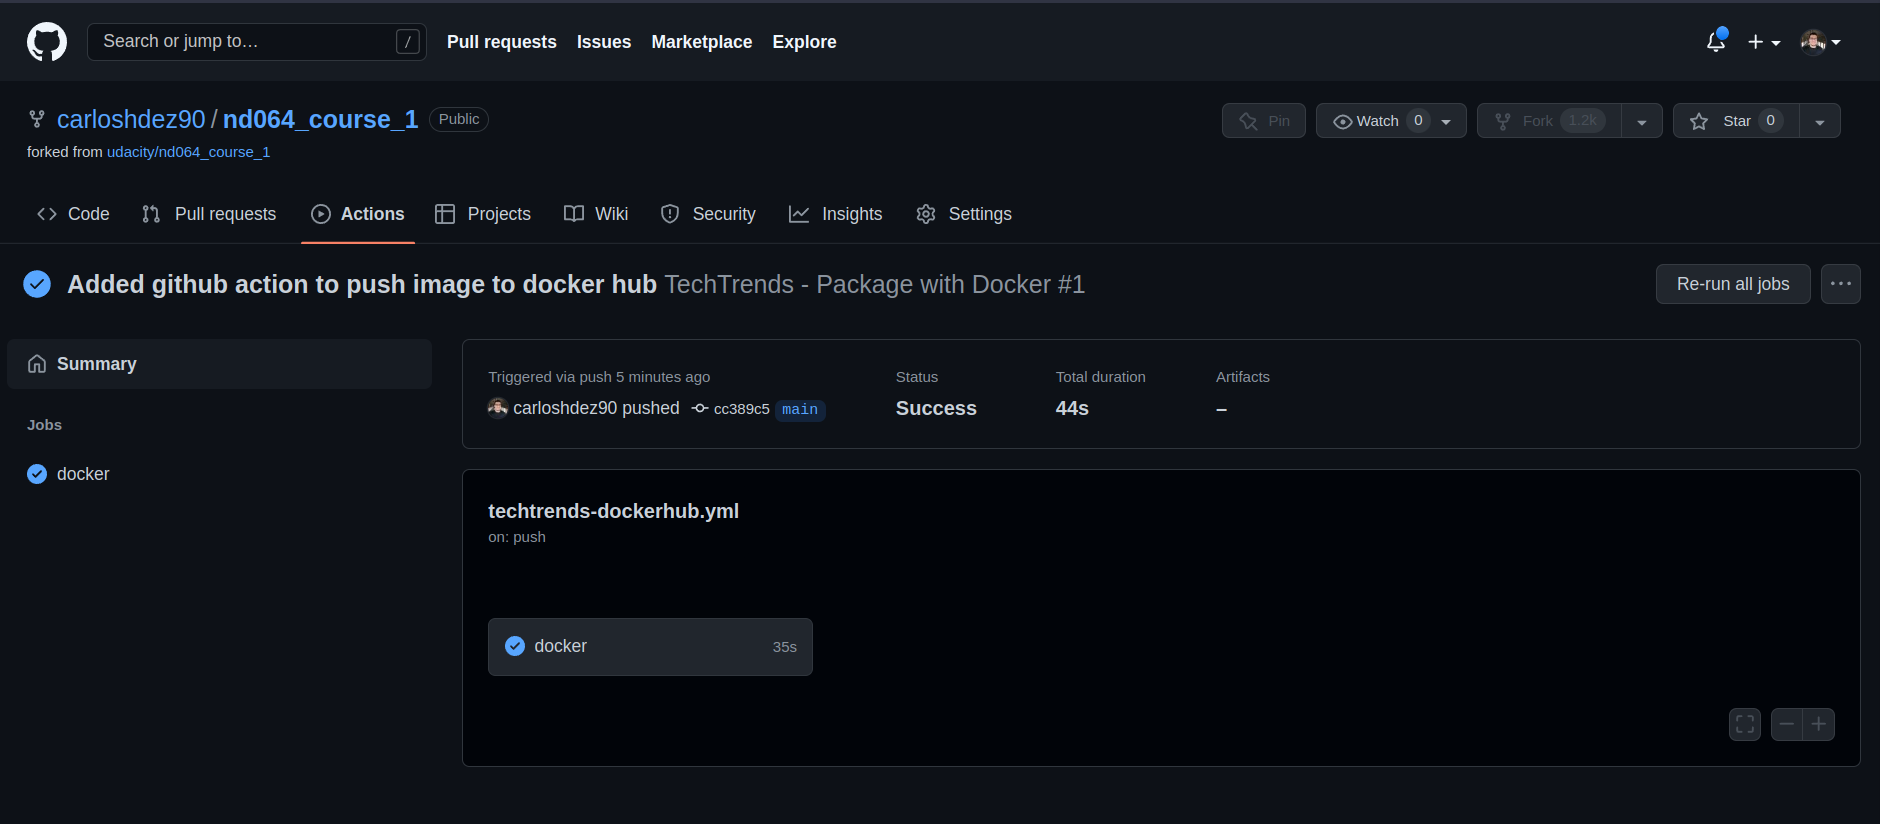 Search or jump to… / Pull requests Issues Marketplace Explore
carloshdez90 / nd064_course_1 Public Pin Watch 0 Fork 1.2k Star 0
forked from udacity/nd064_course_1
Code Pull requests Actions Projects Wiki Security Insights Settings
Added github action to push image to docker hub TechTrends - Package with Docker #1 Re-run all jobs
Summary
Jobs
docker
Triggered via push 5 minutes ago Status Total duration Artifacts
carloshdez90 pushed cc389c5 main Success 44s –
techtrends-dockerhub.yml
on: push
docker 35s